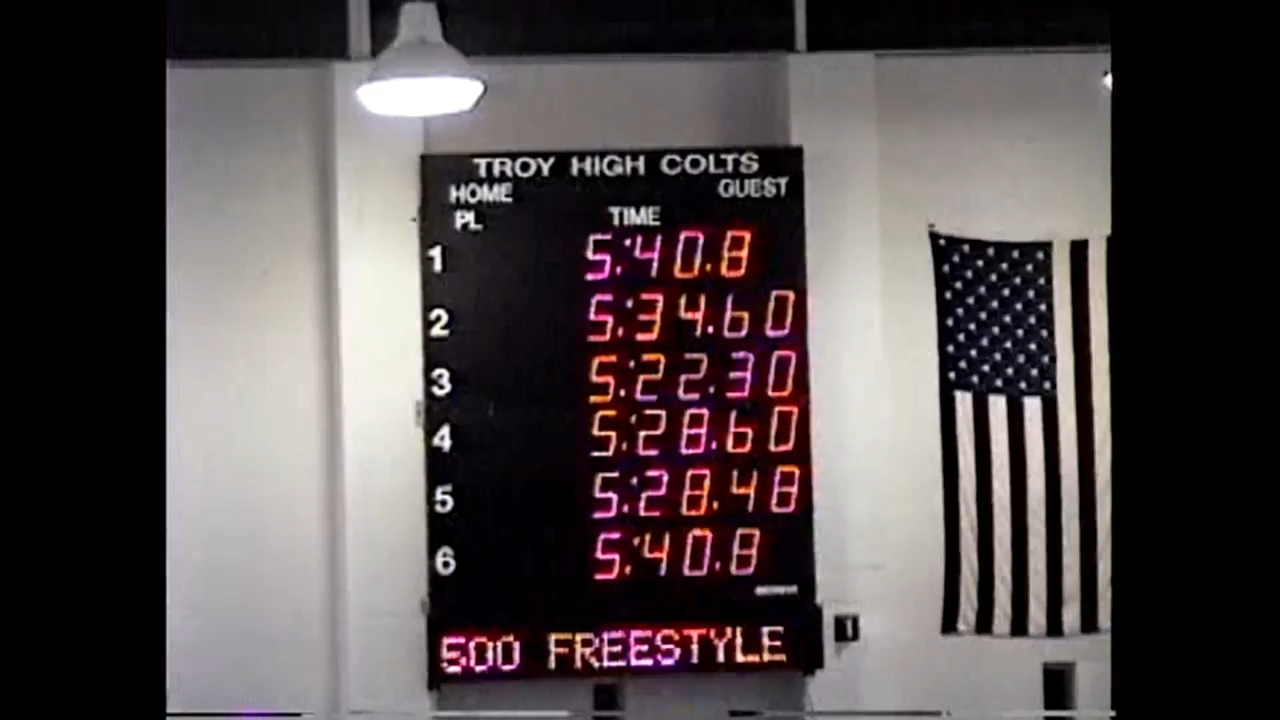 TROY HIGH COLTS
HOME GUEST
PL TIME
1 5:40.8
2 5:34.60
3 5:22.30
4 5:28.60
5 5:28.48
6 5:40.8
500 FREESTYLE
1